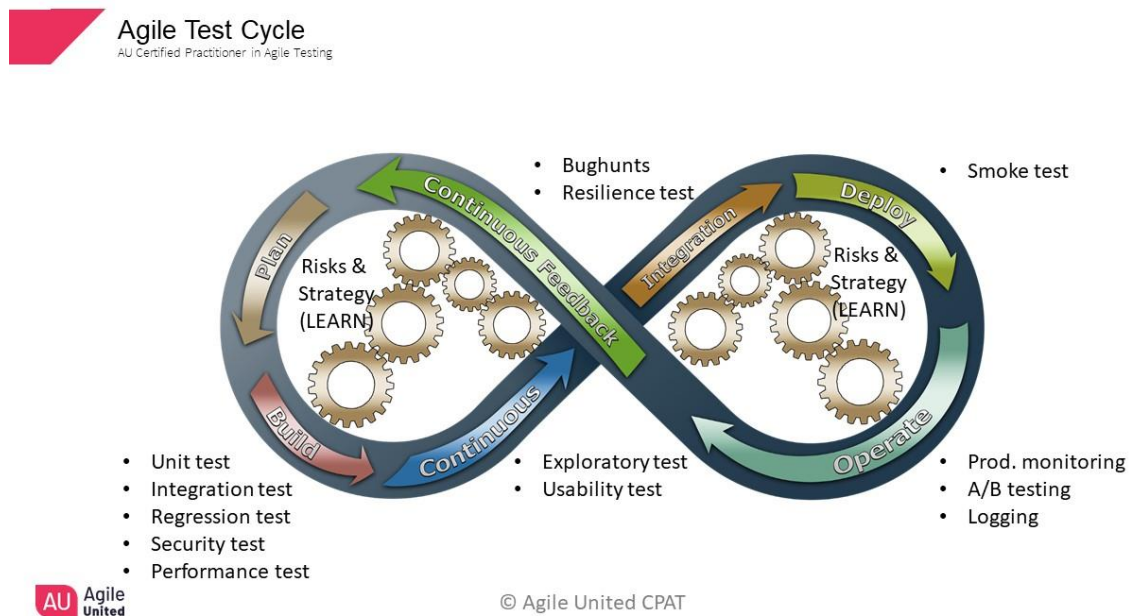 Agile Test Cycle
AU Certified Practitioner in Agile Testing
• Bughunts
• Resilience test
• Smoke test
Continuous Feedback
Plan
Risks &
Strategy
(LEARN)
Build
Continuous
Integration
Deploy
Risks &
Strategy
(LEARN)
Operate
• Unit test
• Integration test
• Regression test
• Security test
• Performance test
• Exploratory test
• Usability test
• Prod. monitoring
• A/B testing
• Logging
AU Agile
United
© Agile United CPAT